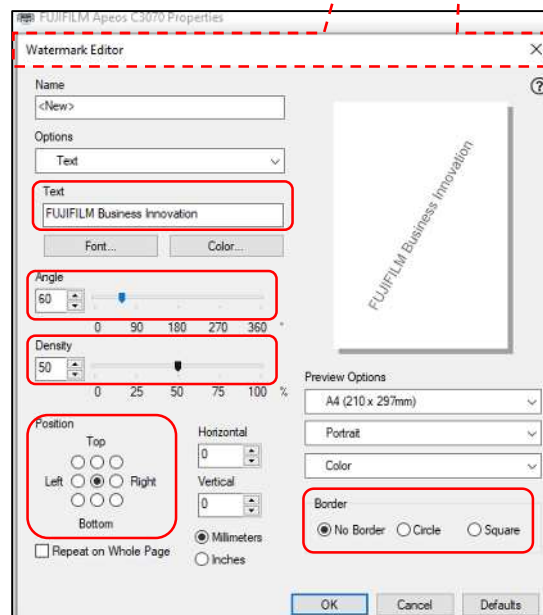 FUJIFILM Apeos C3070 Properties
Watermark Editor
Name
<New>
Options
Text
Text
FUJIFILM Business Innovation
Font...
Color...
Angle
60
0 90 180 270 360 °
Density
50
0 25 50 75 100 %
Position
Top
Left
Right
Bottom
Repeat on Whole Page
Horizontal
0
Vertical
0
Millimeters
Inches
FUJIFILM Business Innovation
Preview Options
A4 (210 x 297mm)
Portrait
Color
Border
No Border
Circle
Square
OK
Cancel
Defaults